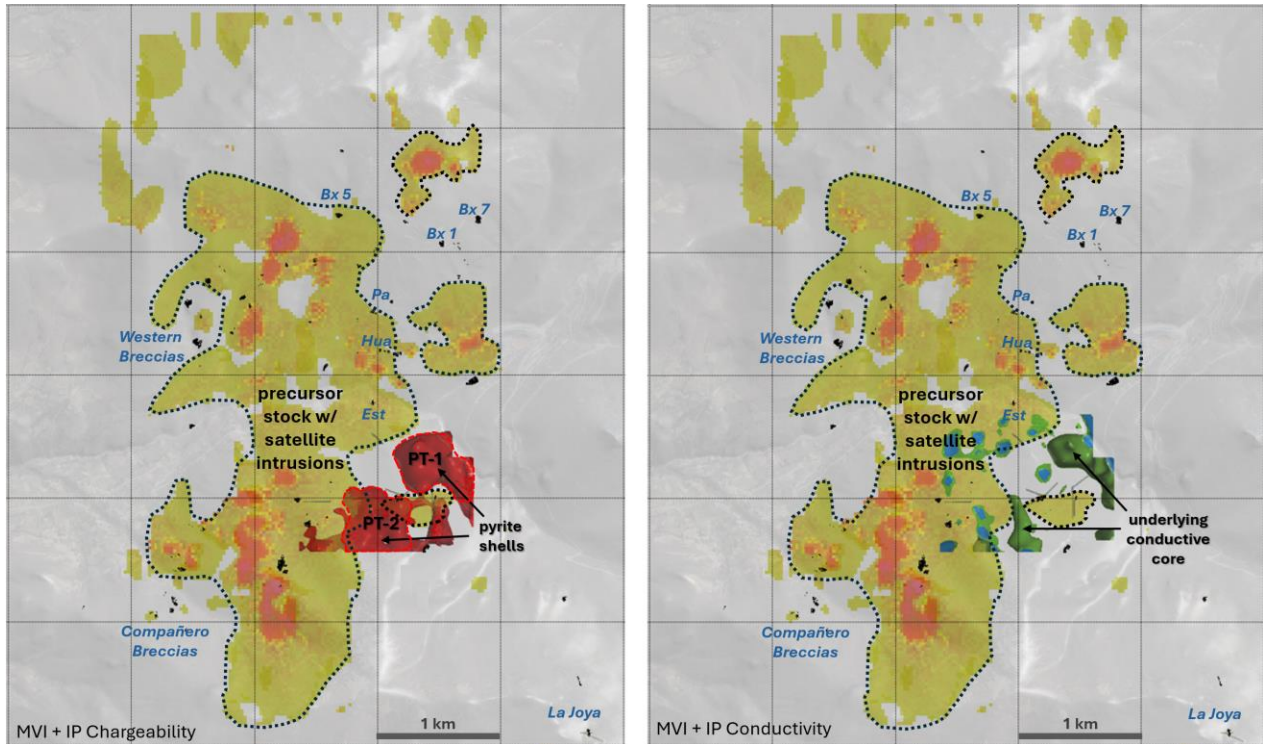 Bx 5
Bx 7
Bx 1
Pa
Western
Breccias
Hua
precursor
stock w/
satellite
intrusions
Est
PT-1
PT-2
pyrite
shells
Compañero
Breccias
La Joya
1 km
MVI + IP Chargeability
Bx 5
Bx 7
Bx 1
Pa
Western
Breccias
Hua
precursor
stock w/
satellite
intrusions
Est
underlying
conductive
core
Compañero
Breccias
La Joya
1 km
MVI + IP Conductivity